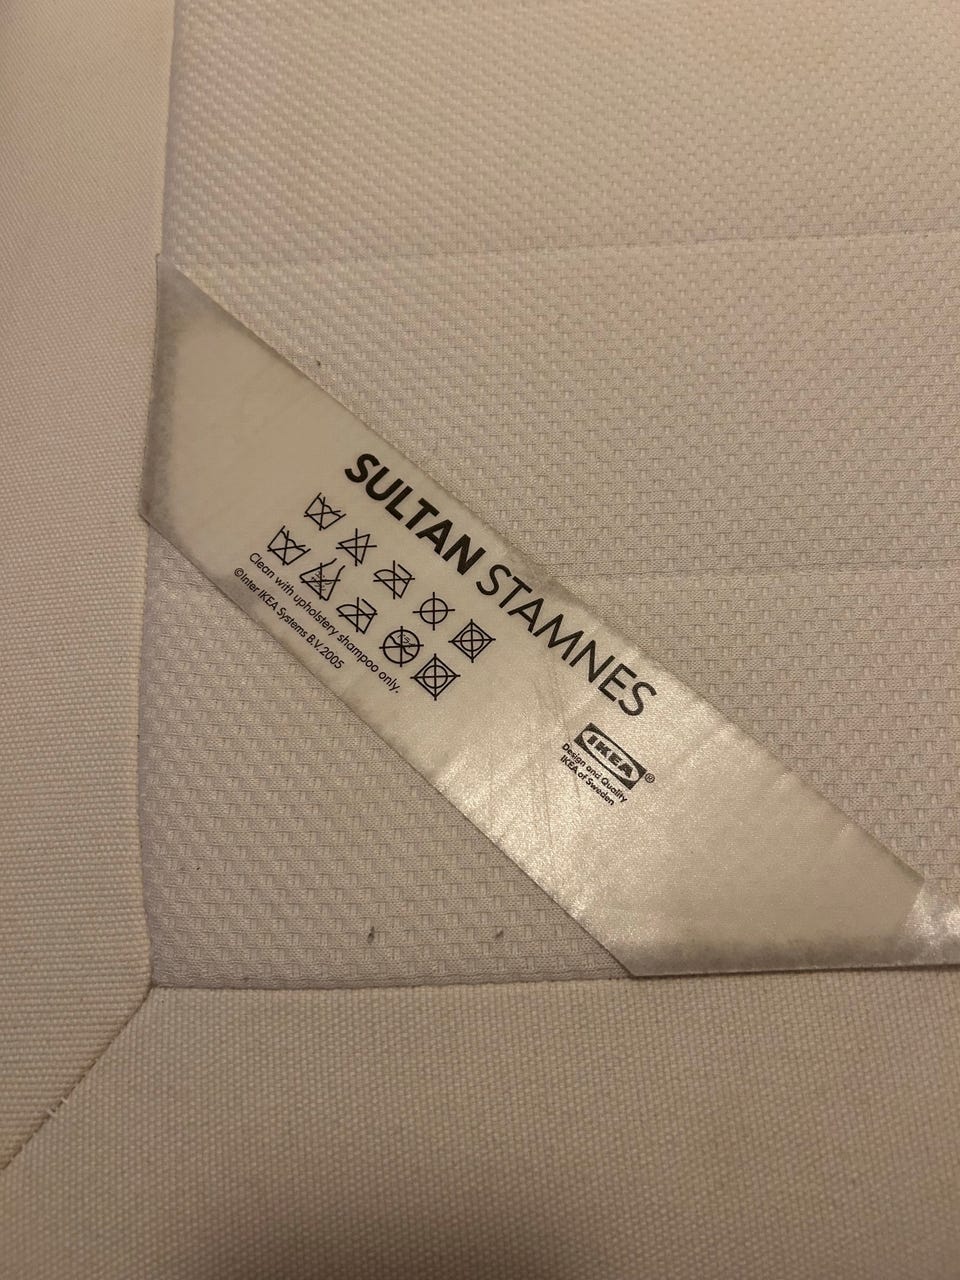 SULTAN STAMNES
Clean with upholstery shampoo only.
©Inter IKEA Systems B.V. 2005
IKEA®
Design and Quality
IKEA of Sweden